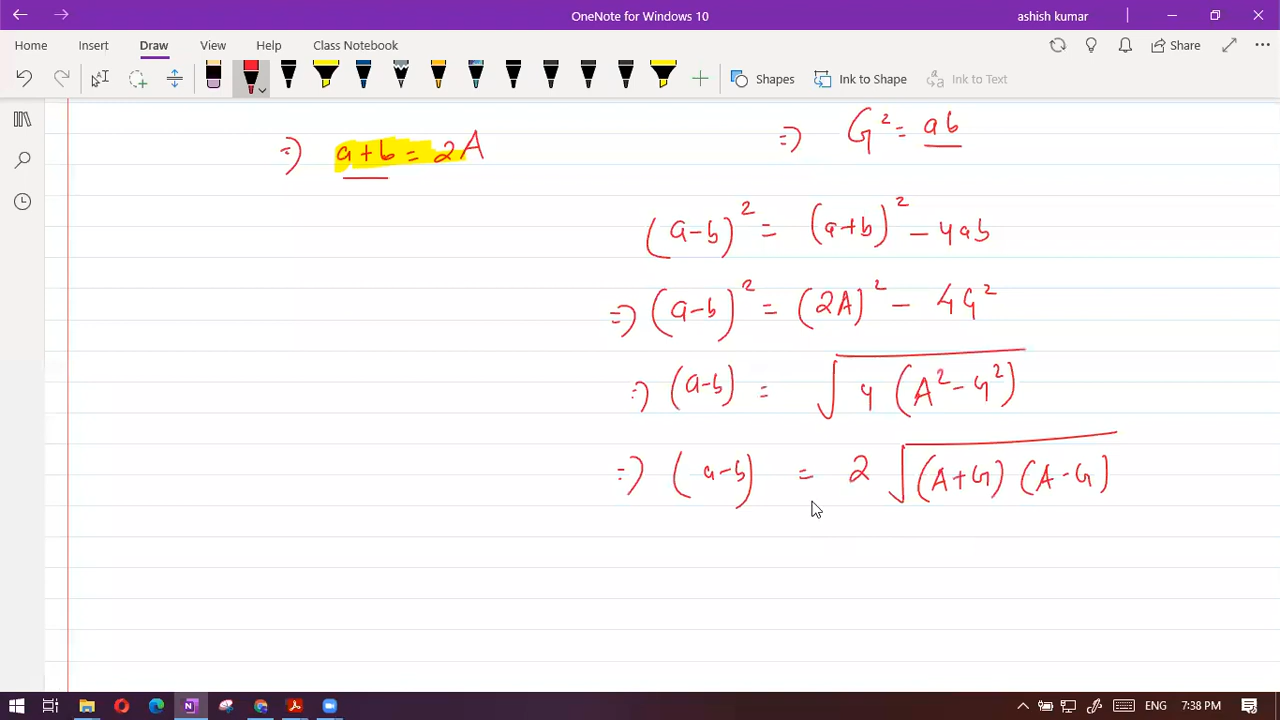 OneNote for Windows 10
ashish kumar
Home Insert Draw View Help Class Notebook
Share
Shapes Ink to Shape Ink to Text
=) a+b = 2A
=) G² = ab
(a-b)² = (a+b)² - 4ab
=) (a-b)² = (2A)² - 4G²
=) (a-b) = √4(A²-G²)
=) (a-b) = 2√(A+G)(A-G)
ENG 7:38 PM